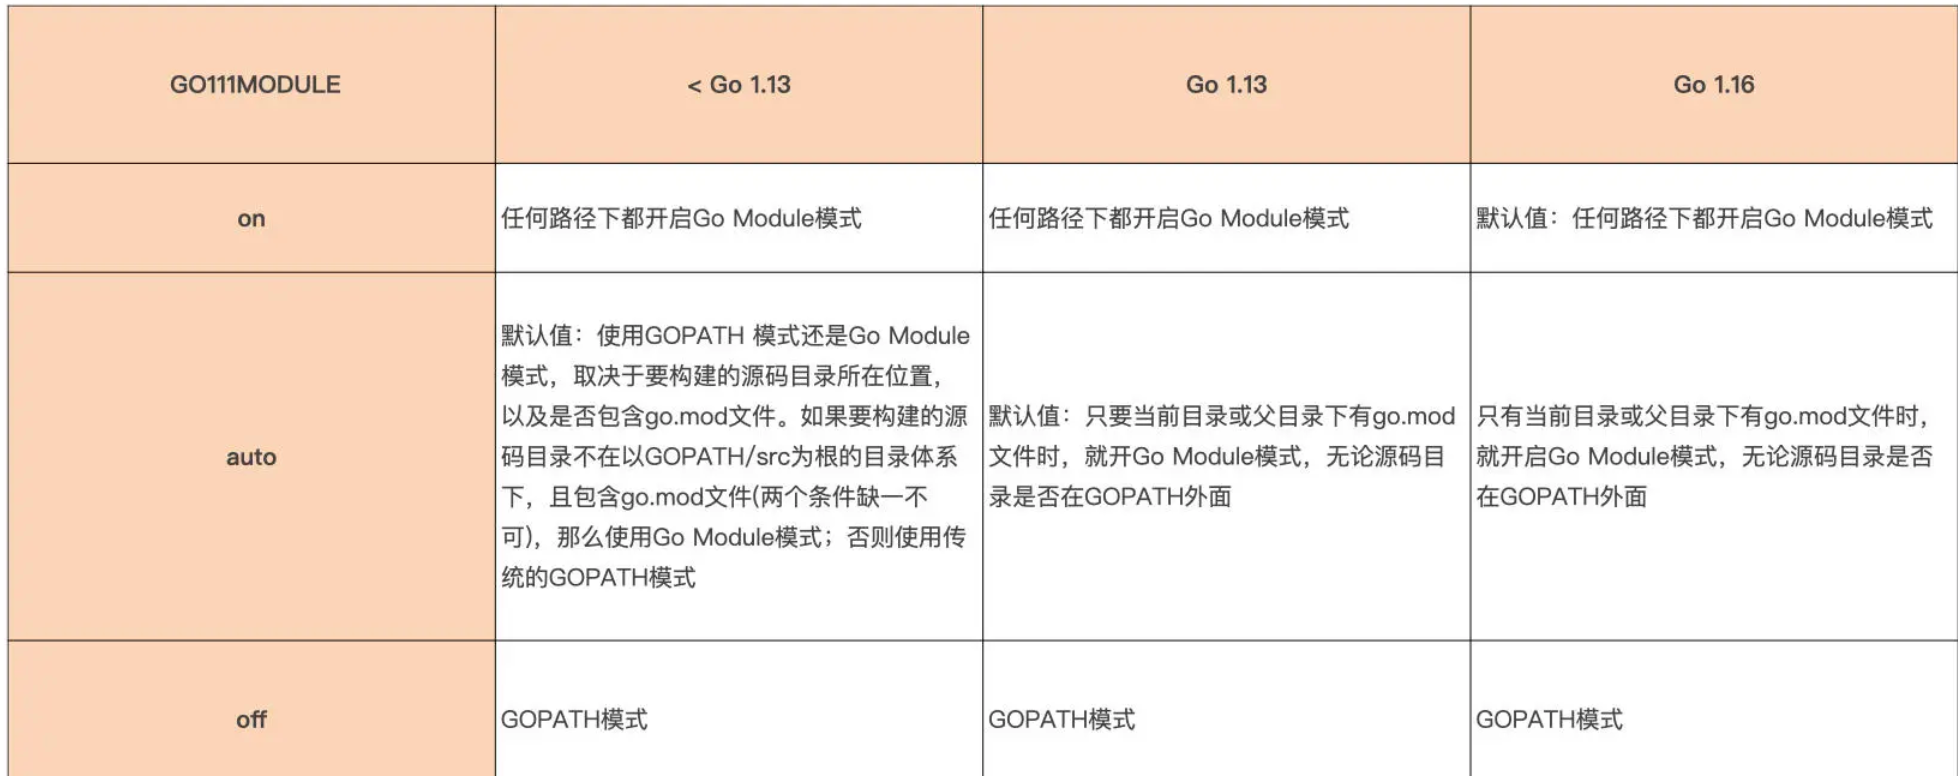 GO111MODULE
< Go 1.13
Go 1.13
Go 1.16
on
任何路径下都开启Go Module模式
任何路径下都开启Go Module模式
默认值：任何路径下都开启Go Module模式
auto
默认值：使用GOPATH 模式还是Go Module
模式，取决于要构建的源码目录所在位置，
以及是否包含go.mod文件。如果要构建的源
码目录不在以GOPATH/src为根的目录体系
下，且包含go.mod文件(两个条件缺一不
可)，那么使用Go Module模式；否则使用传
统的GOPATH模式
默认值：只要当前目录或父目录下有go.mod
文件时，就开Go Module模式，无论源码目
录是否在GOPATH外面
只有当前目录或父目录下有go.mod文件时，
就开启Go Module模式，无论源码目录是否
在GOPATH外面
off
GOPATH模式
GOPATH模式
GOPATH模式